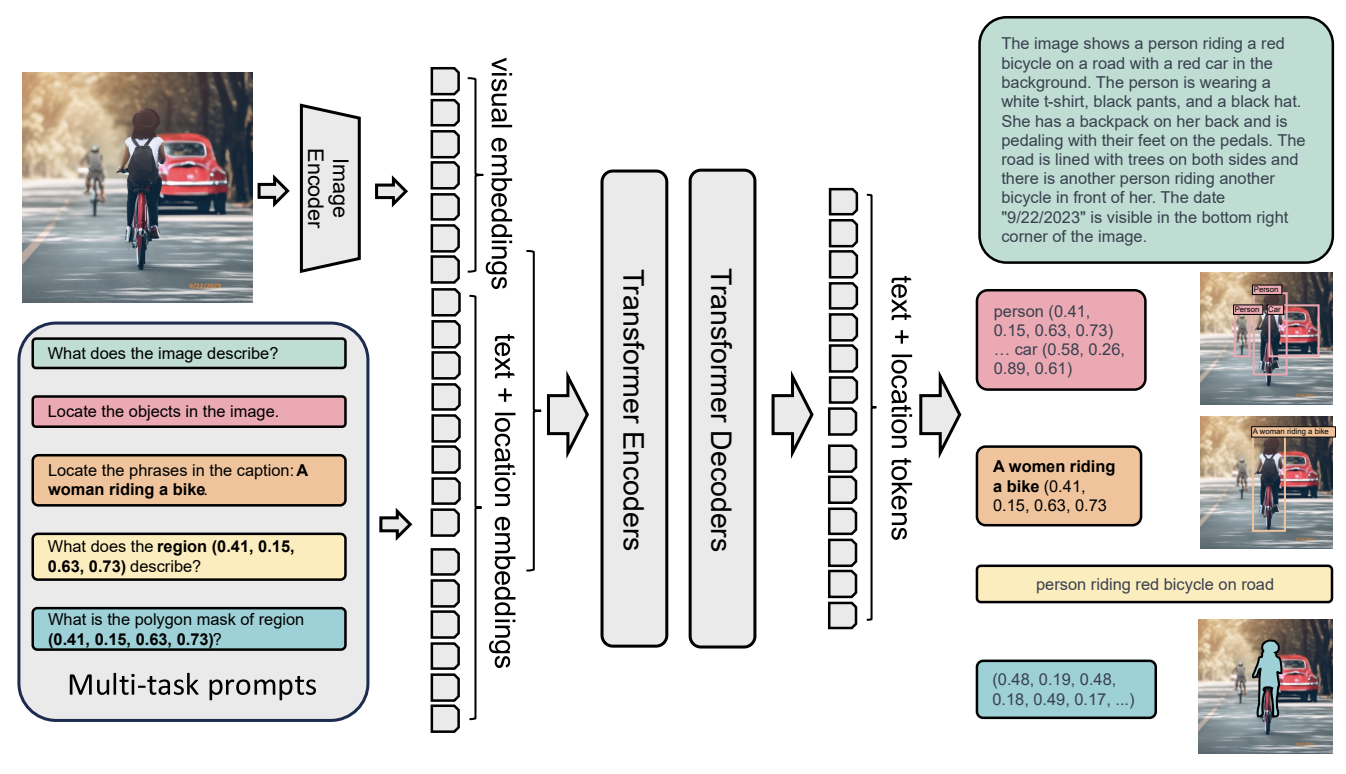 9/22/2023
Image
Encoder
visual embeddings
text + location embeddings
Transformer Encoders
Transformer Decoders
text + location tokens
What does the image describe?
Locate the objects in the image.
Locate the phrases in the caption: A
woman riding a bike.
What does the region (0.41, 0.15,
0.63, 0.73) describe?
What is the polygon mask of region
(0.41, 0.15, 0.63, 0.73)?
Multi-task prompts
The image shows a person riding a red
bicycle on a road with a red car in the
background. The person is wearing a
white t-shirt, black pants, and a black hat.
She has a backpack on her back and is
pedaling with their feet on the pedals. The
road is lined with trees on both sides and
there is another person riding another
bicycle in front of her. The date
"9/22/2023" is visible in the bottom right
corner of the image.
person (0.41,
0.15, 0.63, 0.73)
… car (0.58, 0.26,
0.89, 0.61)
Person
Person
Car
A women riding
a bike (0.41,
0.15, 0.63, 0.73
A woman riding a bike
person riding red bicycle on road
(0.48, 0.19, 0.48,
0.18, 0.49, 0.17, ...)